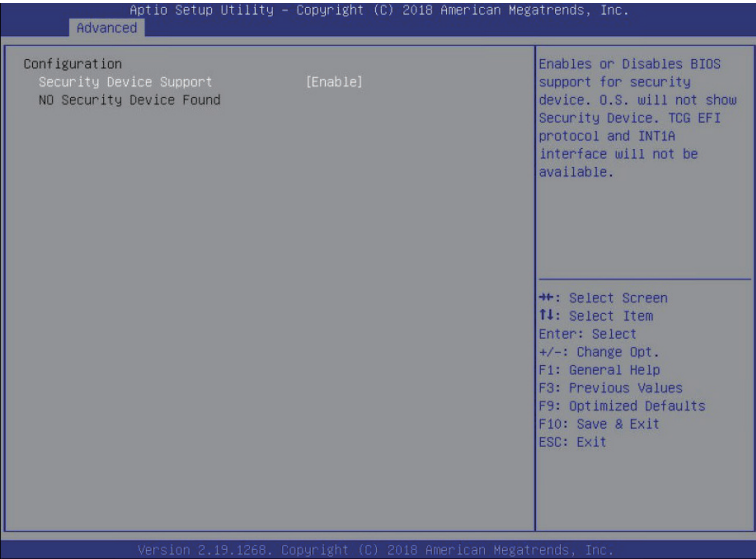 Aptio Setup Utility – Copyright (C) 2018 American Megatrends, Inc.
Advanced
Configuration
Security Device Support [Enable]
NO Security Device Found
Enables or Disables BIOS
support for security
device. O.S. will not show
Security Device. TCG EFI
protocol and INT1A
interface will not be
available.
→←: Select Screen
↑↓: Select Item
Enter: Select
+/-: Change Opt.
F1: General Help
F3: Previous Values
F9: Optimized Defaults
F10: Save & Exit
ESC: Exit
Version 2.19.1268. Copyright (C) 2018 American Megatrends, Inc.